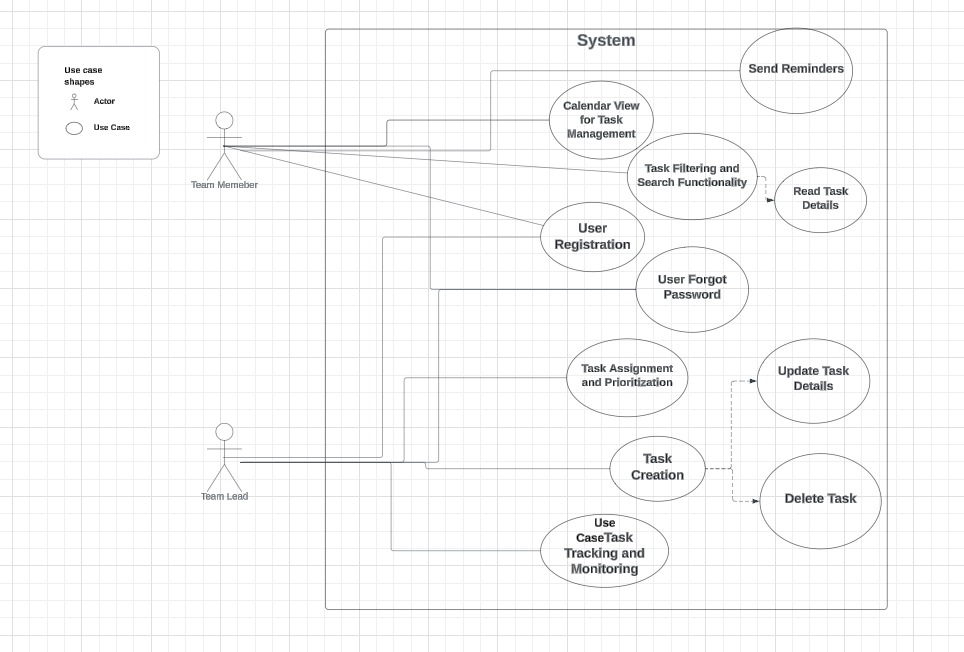 System
Use case
shapes
Actor
Use Case
Send Reminders
Calendar View
for Task
Management
Team Memeber
Task Filtering and
Search Functionality
Read Task
Details
User
Registration
User Forgot
Password
Task Assignment
and Prioritization
Update Task
Details
Team Lead
Task
Creation
Delete Task
Use
CaseTask
Tracking and
Monitoring